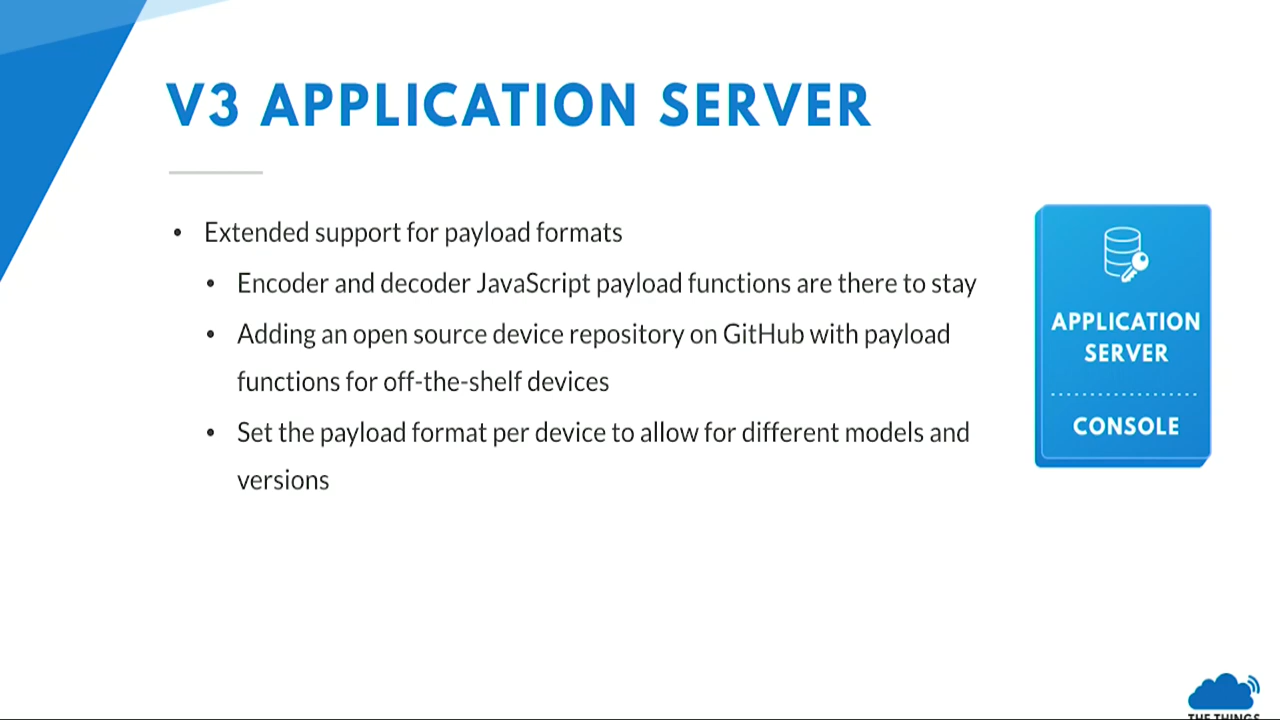 V3 APPLICATION SERVER
• Extended support for payload formats
• Encoder and decoder JavaScript payload functions are there to stay
• Adding an open source device repository on GitHub with payload
functions for off-the-shelf devices
• Set the payload format per device to allow for different models and
versions
APPLICATION
SERVER
CONSOLE
THE THINGS